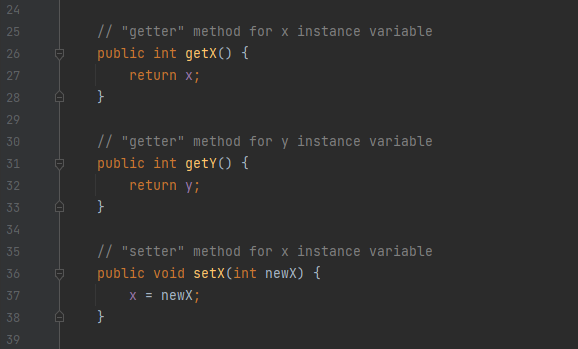 24
25 // "getter" method for x instance variable
26 public int getX() {
27 return x;
28 }
29
30 // "getter" method for y instance variable
31 public int getY() {
32 return y;
33 }
34
35 // "setter" method for x instance variable
36 public void setX(int newX) {
37 x = newX;
38 }
39